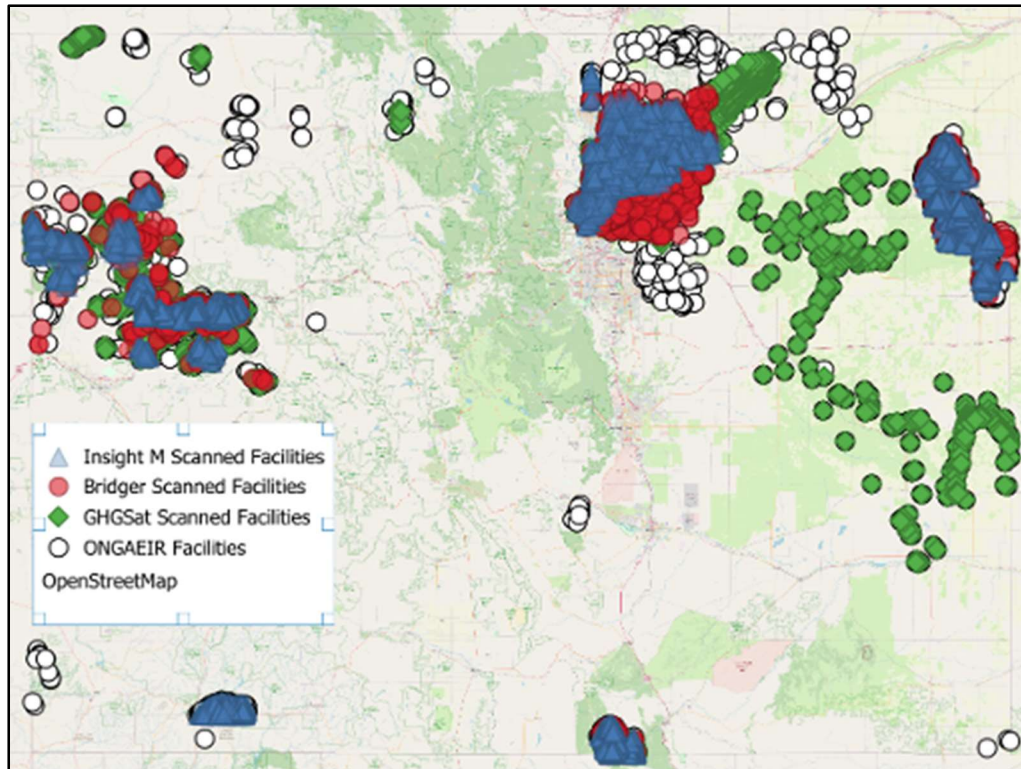 Insight M Scanned Facilities
Bridger Scanned Facilities
GHGSat Scanned Facilities
ONGAEIR Facilities
OpenStreetMap